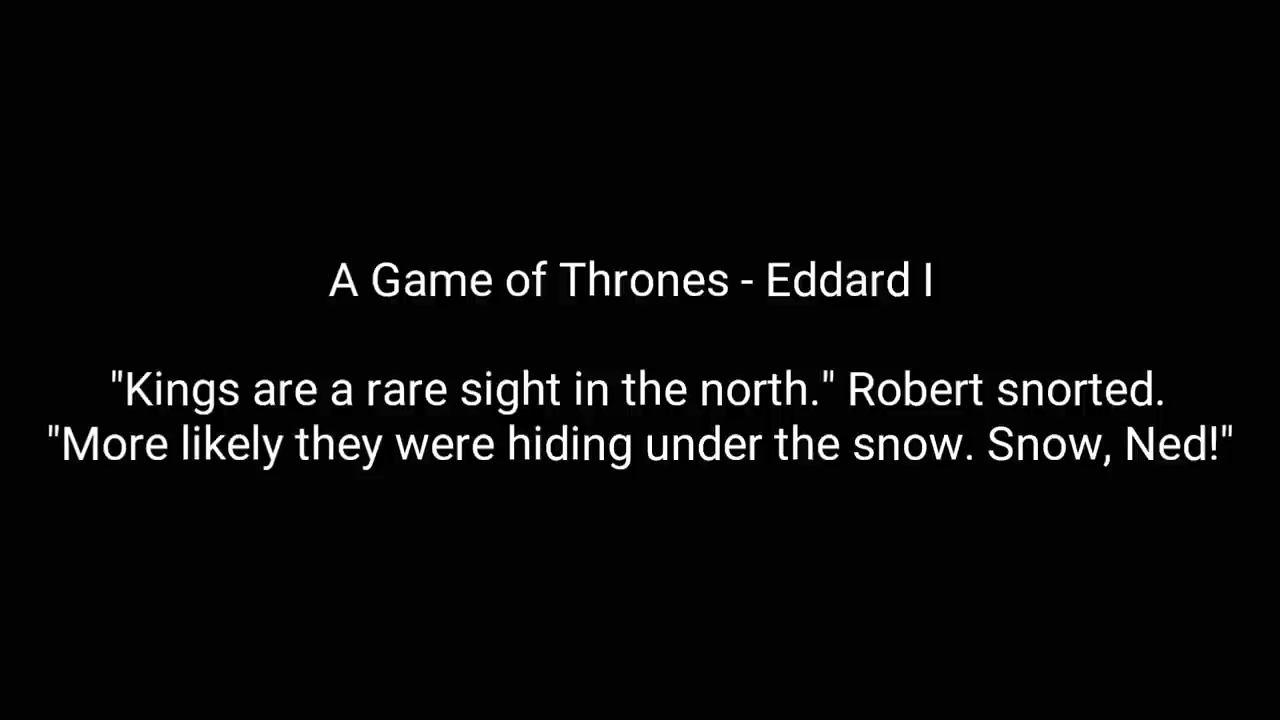 A Game of Thrones - Eddard I
"Kings are a rare sight in the north." Robert snorted.
"More likely they were hiding under the snow. Snow, Ned!"